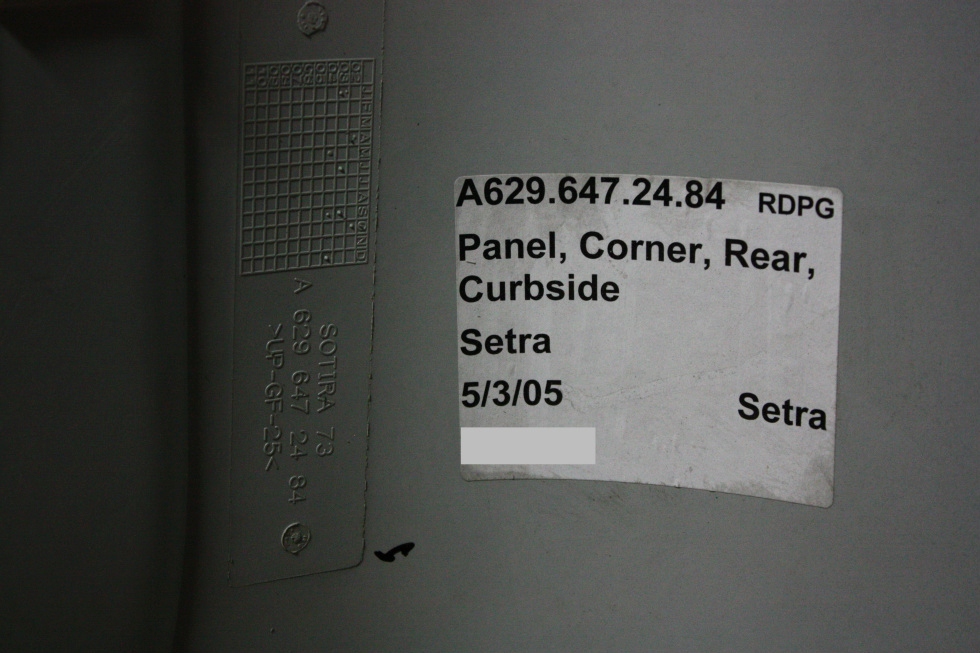 A629.647.24.84 RDPG
Panel, Corner, Rear,
Curbside
Setra
5/3/05 Setra
JFMAMJJASOND
SOTIRA 73
A 629 647 24 84
>UP-GF-25<